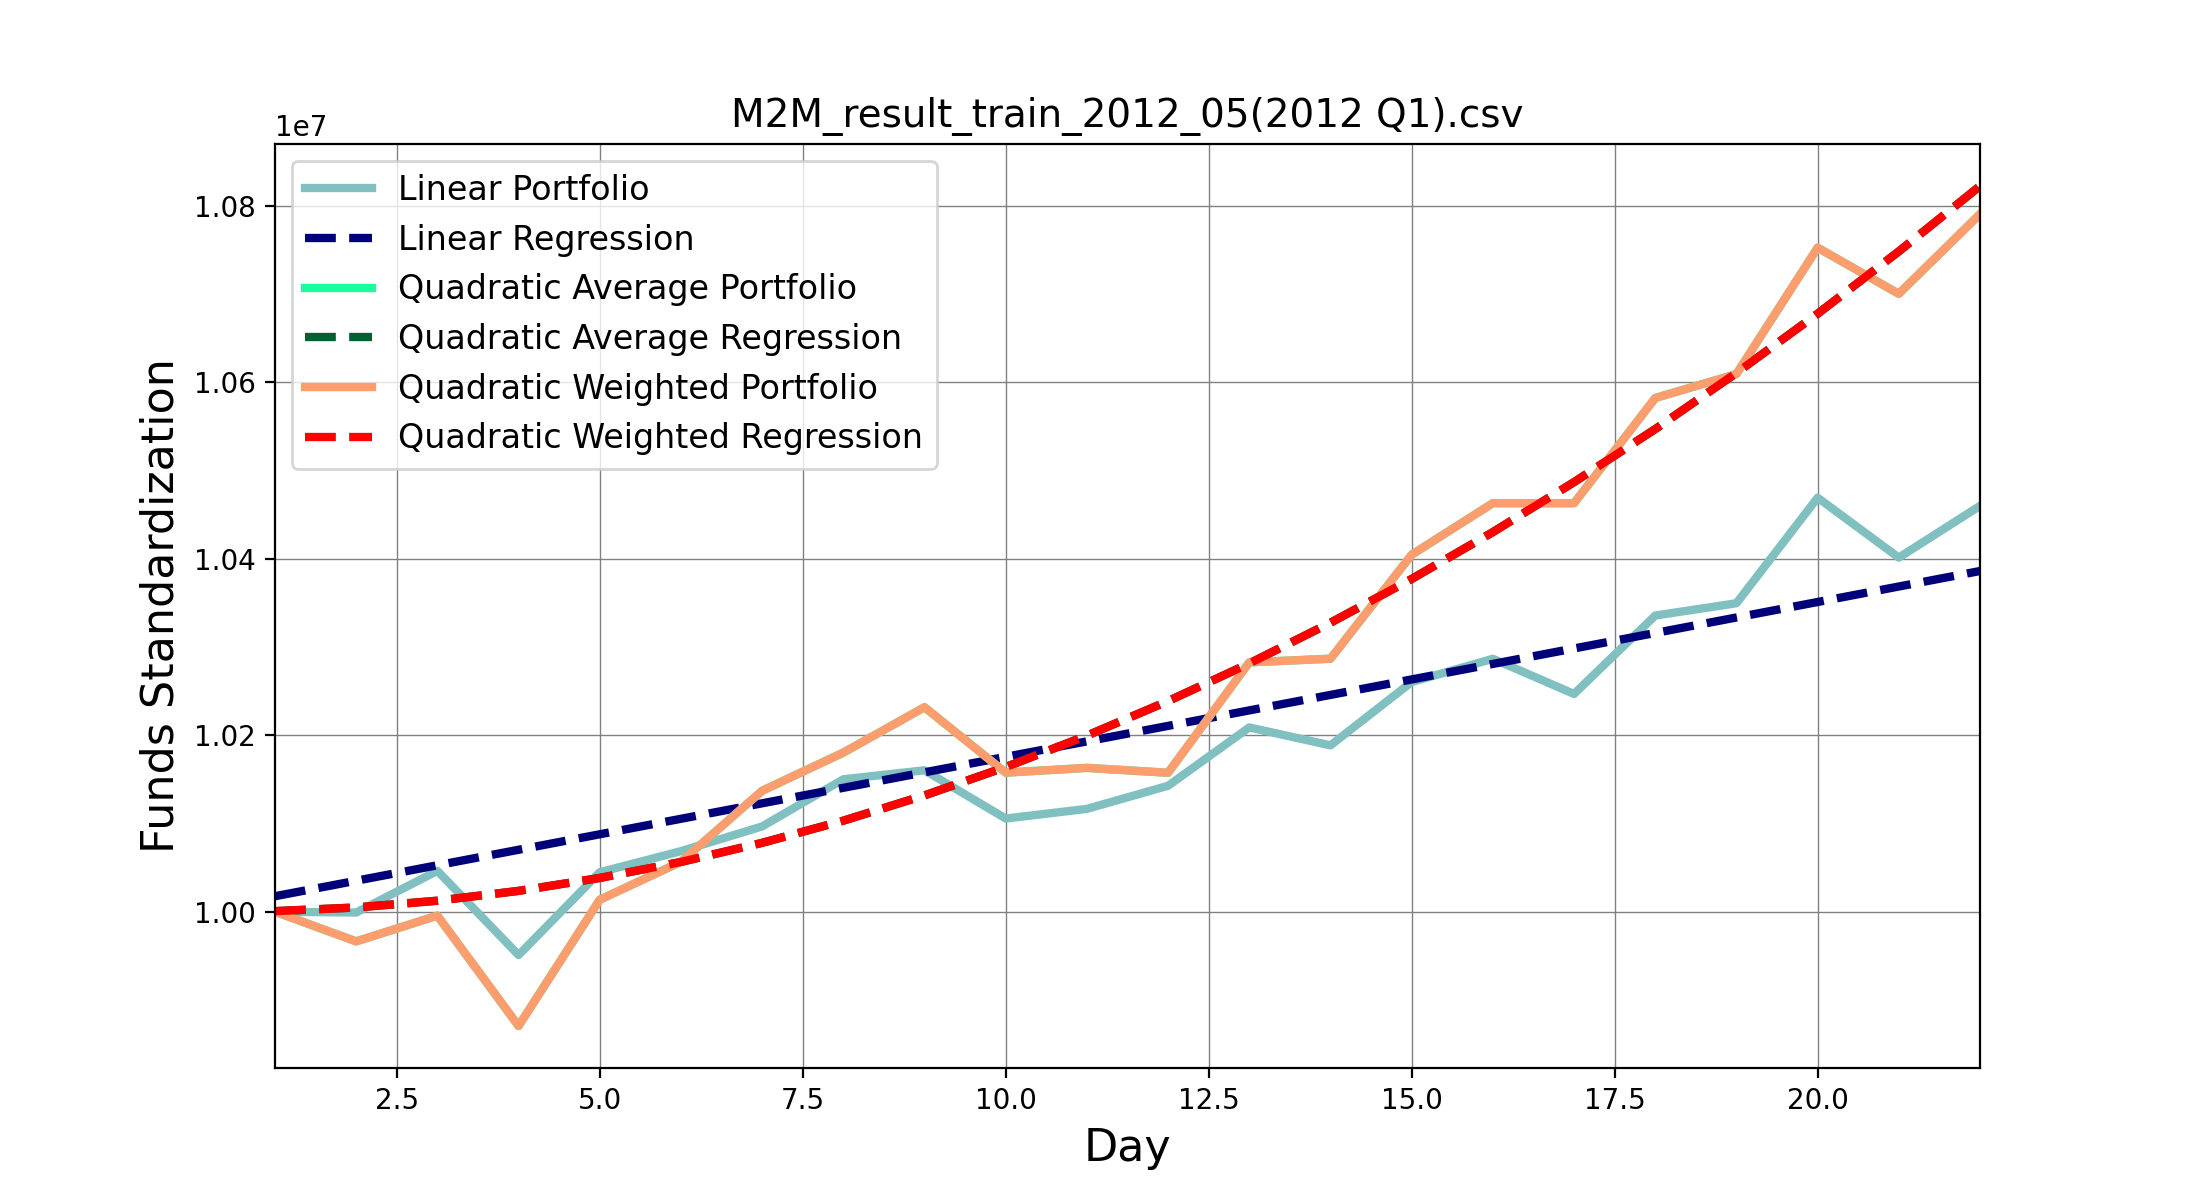 M2M_result_train_2012_05(2012 Q1).csv
1e7
Linear Portfolio
Linear Regression
Quadratic Average Portfolio
Quadratic Average Regression
Quadratic Weighted Portfolio
Quadratic Weighted Regression
1.08
1.06
1.04
1.02
1.00
Funds Standardization
2.5 5.0 7.5 10.0 12.5 15.0 17.5 20.0
Day